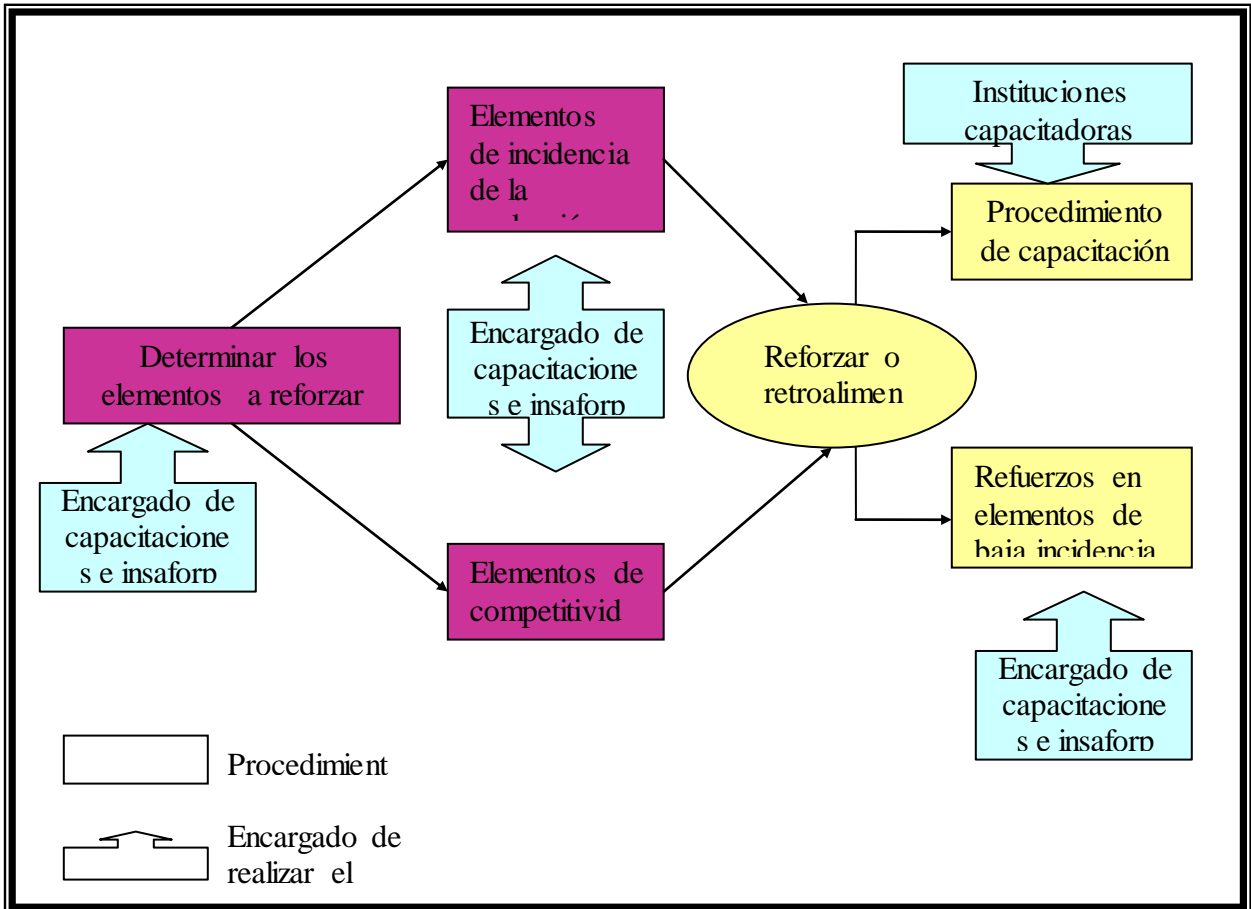 Instituciones
capacitadoras
Elementos
de incidencia
de la
Procedimiento
de capacitación
Determinar los
elementos a reforzar
Encargado de
capacitacione
s e insaforp
Reforzar o
retroalimen
Encargado de
capacitacione
s e insaforp
Elementos de
competitivid
Refuerzos en
elementos de
baja incidencia
Encargado de
capacitacione
s e insaforp
Procedimient
Encargado de
realizar el